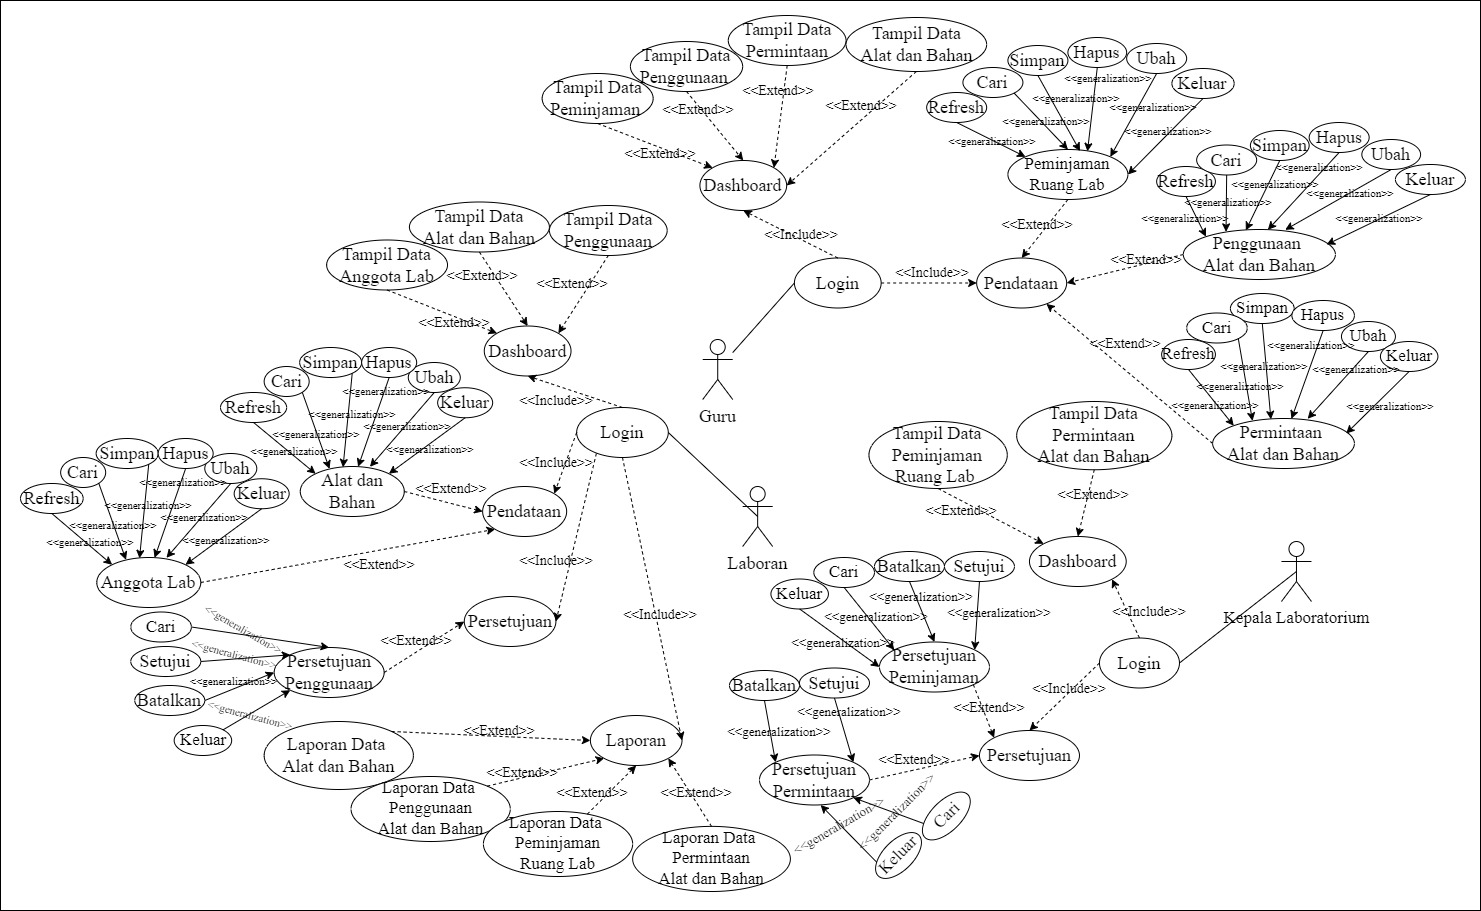 Tampil Data
Peminjaman
<<Extend>>
Tampil Data
Penggunaan
<<Extend>>
Tampil Data
Permintaan
<<Extend>>
Tampil Data
Alat dan Bahan
<<Extend>>
Dashboard
<<Include>>
Login
<<Include>>
Pendataan
Guru
Refresh
Cari
Simpan
Hapus
Ubah
Keluar
<<generalization>>
<<generalization>>
<<generalization>>
<<generalization>>
<<generalization>>
<<generalization>>
Peminjaman
Ruang Lab
<<Extend>>
Refresh
Cari
Simpan
Hapus
Ubah
Keluar
<<generalization>>
<<generalization>>
<<generalization>>
<<generalization>>
<<generalization>>
<<generalization>>
Penggunaan
Alat dan Bahan
<<Extend>>
Refresh
Cari
Simpan
Hapus
Ubah
Keluar
<<generalization>>
<<generalization>>
<<generalization>>
<<generalization>>
<<generalization>>
<<generalization>>
Permintaan
Alat dan Bahan
<<Extend>>
Tampil Data
Anggota Lab
<<Extend>>
Tampil Data
Alat dan Bahan
<<Extend>>
Tampil Data
Penggunaan
<<Extend>>
Dashboard
<<Include>>
Login
Laboran
<<Include>>
Pendataan
Refresh
Cari
Simpan
Hapus
Ubah
Keluar
<<generalization>>
<<generalization>>
<<generalization>>
<<generalization>>
<<generalization>>
<<generalization>>
Alat dan
Bahan
<<Extend>>
Refresh
Cari
Simpan
Hapus
Ubah
Keluar
<<generalization>>
<<generalization>>
<<generalization>>
<<generalization>>
<<generalization>>
<<generalization>>
Anggota Lab
<<Extend>>
<<Include>>
Persetujuan
<<Extend>>
Persetujuan
Penggunaan
Cari
Setujui
Batalkan
Keluar
<<generalization>>
<<generalization>>
<<generalization>>
<<generalization>>
<<Include>>
Laporan
<<Extend>>
Laporan Data
Alat dan Bahan
<<Extend>>
Laporan Data
Penggunaan
Alat dan Bahan
<<Extend>>
Laporan Data
Peminjaman
Ruang Lab
<<Extend>>
Laporan Data
Permintaan
Alat dan Bahan
Tampil Data
Peminjaman
Ruang Lab
<<Extend>>
Tampil Data
Permintaan
Alat dan Bahan
<<Extend>>
Dashboard
<<Include>>
Kepala Laboratorium
Login
<<Include>>
Persetujuan
Keluar
Cari
Batalkan
Setujui
<<generalization>>
<<generalization>>
<<generalization>>
<<generalization>>
Persetujuan
Peminjaman
<<Extend>>
Batalkan
Setujui
<<generalization>>
<<generalization>>
Persetujuan
Permintaan
<<Extend>>
<<generalization>>
<<generalization>>
Cari
Keluar